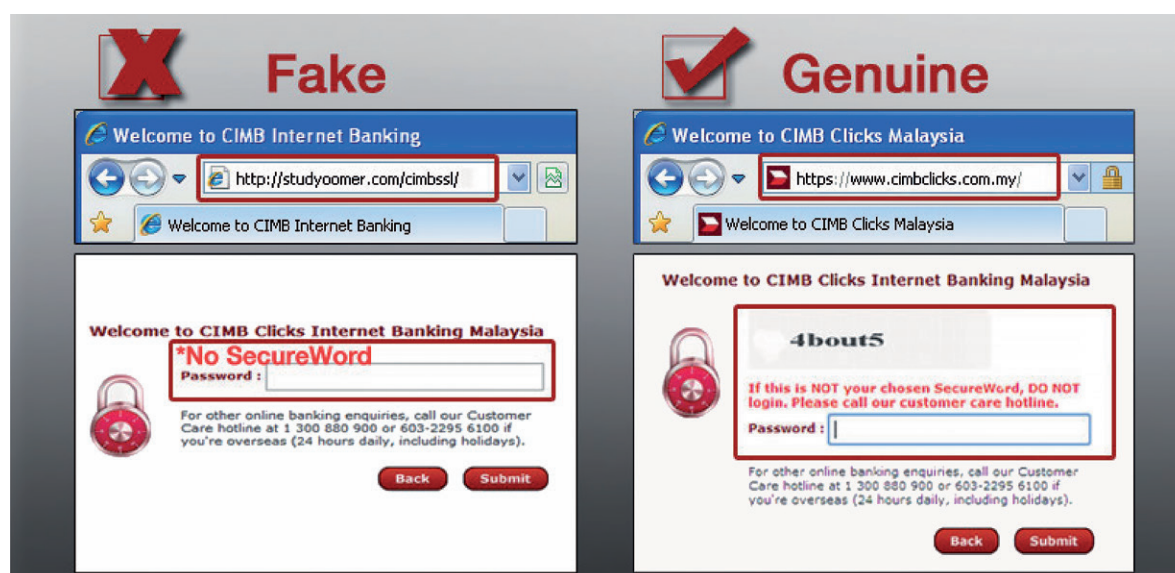 Fake
Welcome to CIMB Internet Banking
http://studyoomer.com/cimbssl/
Welcome to CIMB Internet Banking
Welcome to CIMB Clicks Internet Banking Malaysia
*No SecureWord
Password :
For other online banking enquiries, call our Customer
Care hotline at 1 300 880 900 or 603-2295 6100 if
you're overseas (24 hours daily, including holidays).
Back Submit
Genuine
Welcome to CIMB Clicks Malaysia
https://www.cimbclicks.com.my/
Welcome to CIMB Clicks Malaysia
Welcome to CIMB Clicks Internet Banking Malaysia
4bout5
If this is NOT your chosen SecureWord, DO NOT
login. Please call our customer care hotline.
Password :
For other online banking enquiries, call our Customer
Care hotline at 1 300 880 900 or 603-2295 6100 if
you're overseas (24 hours daily, including holidays).
Back Submit